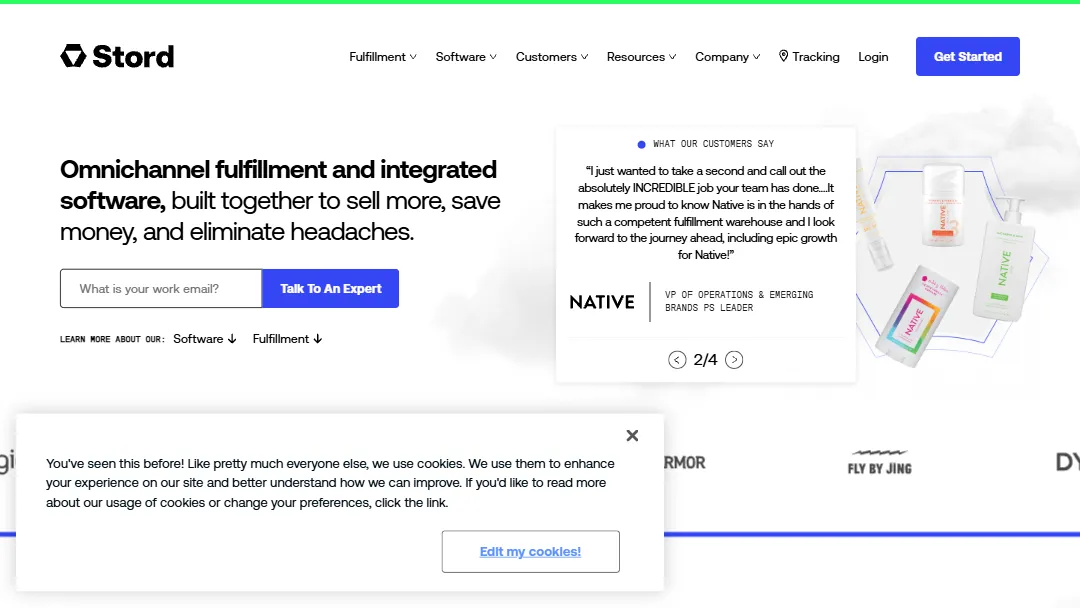 Stord
Fulfillment
Software
Customers
Resources
Company
Tracking
Login
Get Started
Omnichannel fulfillment and integrated
software, built together to sell more, save
money, and eliminate headaches.
What is your work email?
Talk To An Expert
LEARN MORE ABOUT OUR:
Software ↓
Fulfillment ↓
WHAT OUR CUSTOMERS SAY
“I just wanted to take a second and call out the
absolutely INCREDIBLE job your team has done....It
makes me proud to know Native is in the hands of
such a competent fulfillment warehouse and I look
forward to the journey ahead, including epic growth
for Native!”
NATIVE
VP OF OPERATIONS & EMERGING
BRANDS PS LEADER
2/4
NATIVE
NATIVE
NATIVE
RMOR
FLY BY JING
DY
You've seen this before! Like pretty much everyone else, we use cookies. We use them to enhance
your experience on our site and better understand how we can improve. If you'd like to read more
about our usage of cookies or change your preferences, click the link.
Edit my cookies!